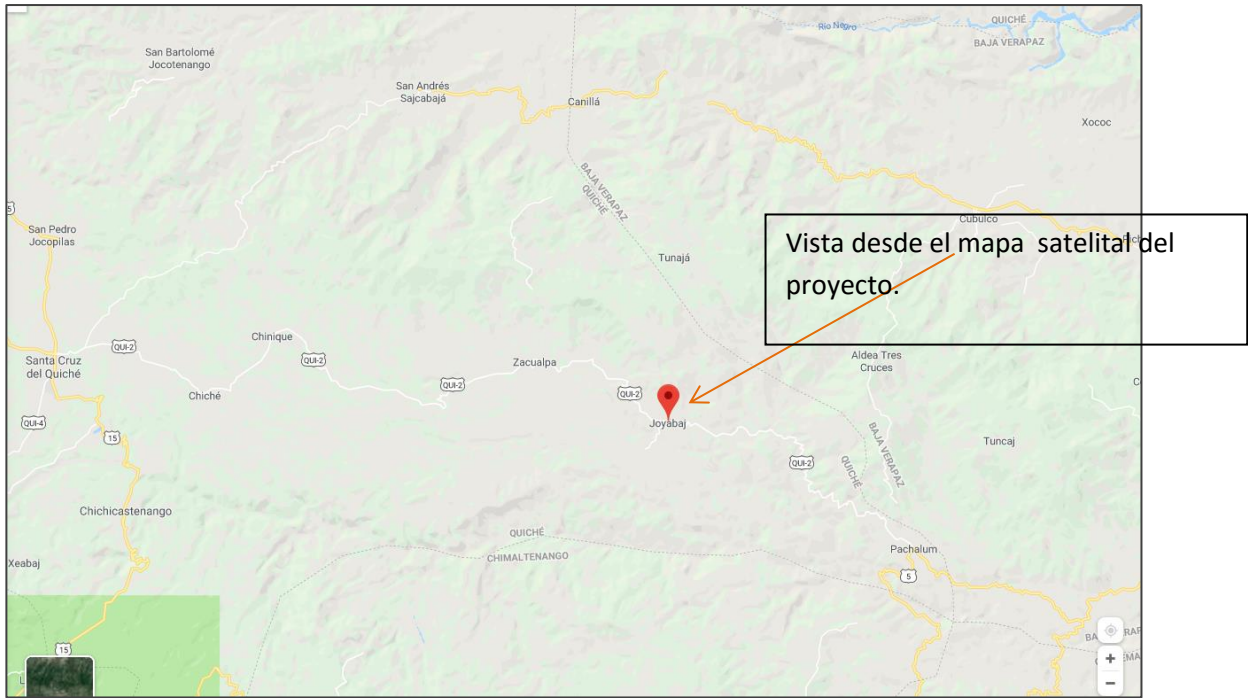 QUICHÉ
Rio Negro
BAJA VERAPAZ
San Bartolomé
Jocotenango
San Andrés
Sajcabajá
Canillá
Xococ
BAJA VERAPAZ
QUICHÉ
San Pedro
Jocopilas
5
Cubulco
Vista desde el mapa satelital del
proyecto.
Tunajá
Chinique
QUI-2
QUI-2
Santa Cruz
del Quiché
Zacualpa
Aldea Tres
Cruces
QUI-2
QUI-2
Chiché
Joyabaj
QUI-4
15
Tuncaj
QUI-2
QUICHÉ
BAJA VERAPAZ
Chichicastenango
QUICHÉ
CHIMALTENANGO
Pachalum
Xeabaj
5
15
+
−